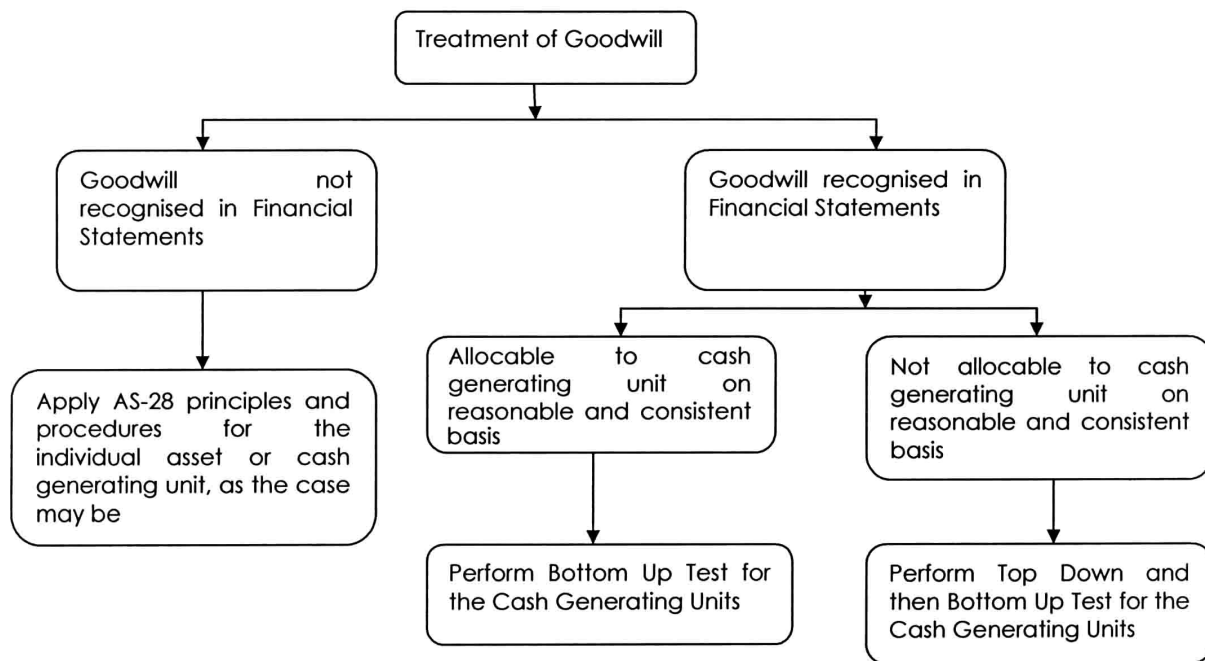 Treatment of Goodwill
Goodwill not
recognised in Financial
Statements
Goodwill recognised in
Financial Statements
Apply AS-28 principles and
procedures for the
individual asset or cash
generating unit, as the case
may be
Allocable to cash
generating unit on
reasonable and consistent
basis
Not allocable to cash
generating unit on
reasonable and consistent
basis
Perform Bottom Up Test for
the Cash Generating Units
Perform Top Down and
then Bottom Up Test for the
Cash Generating Units